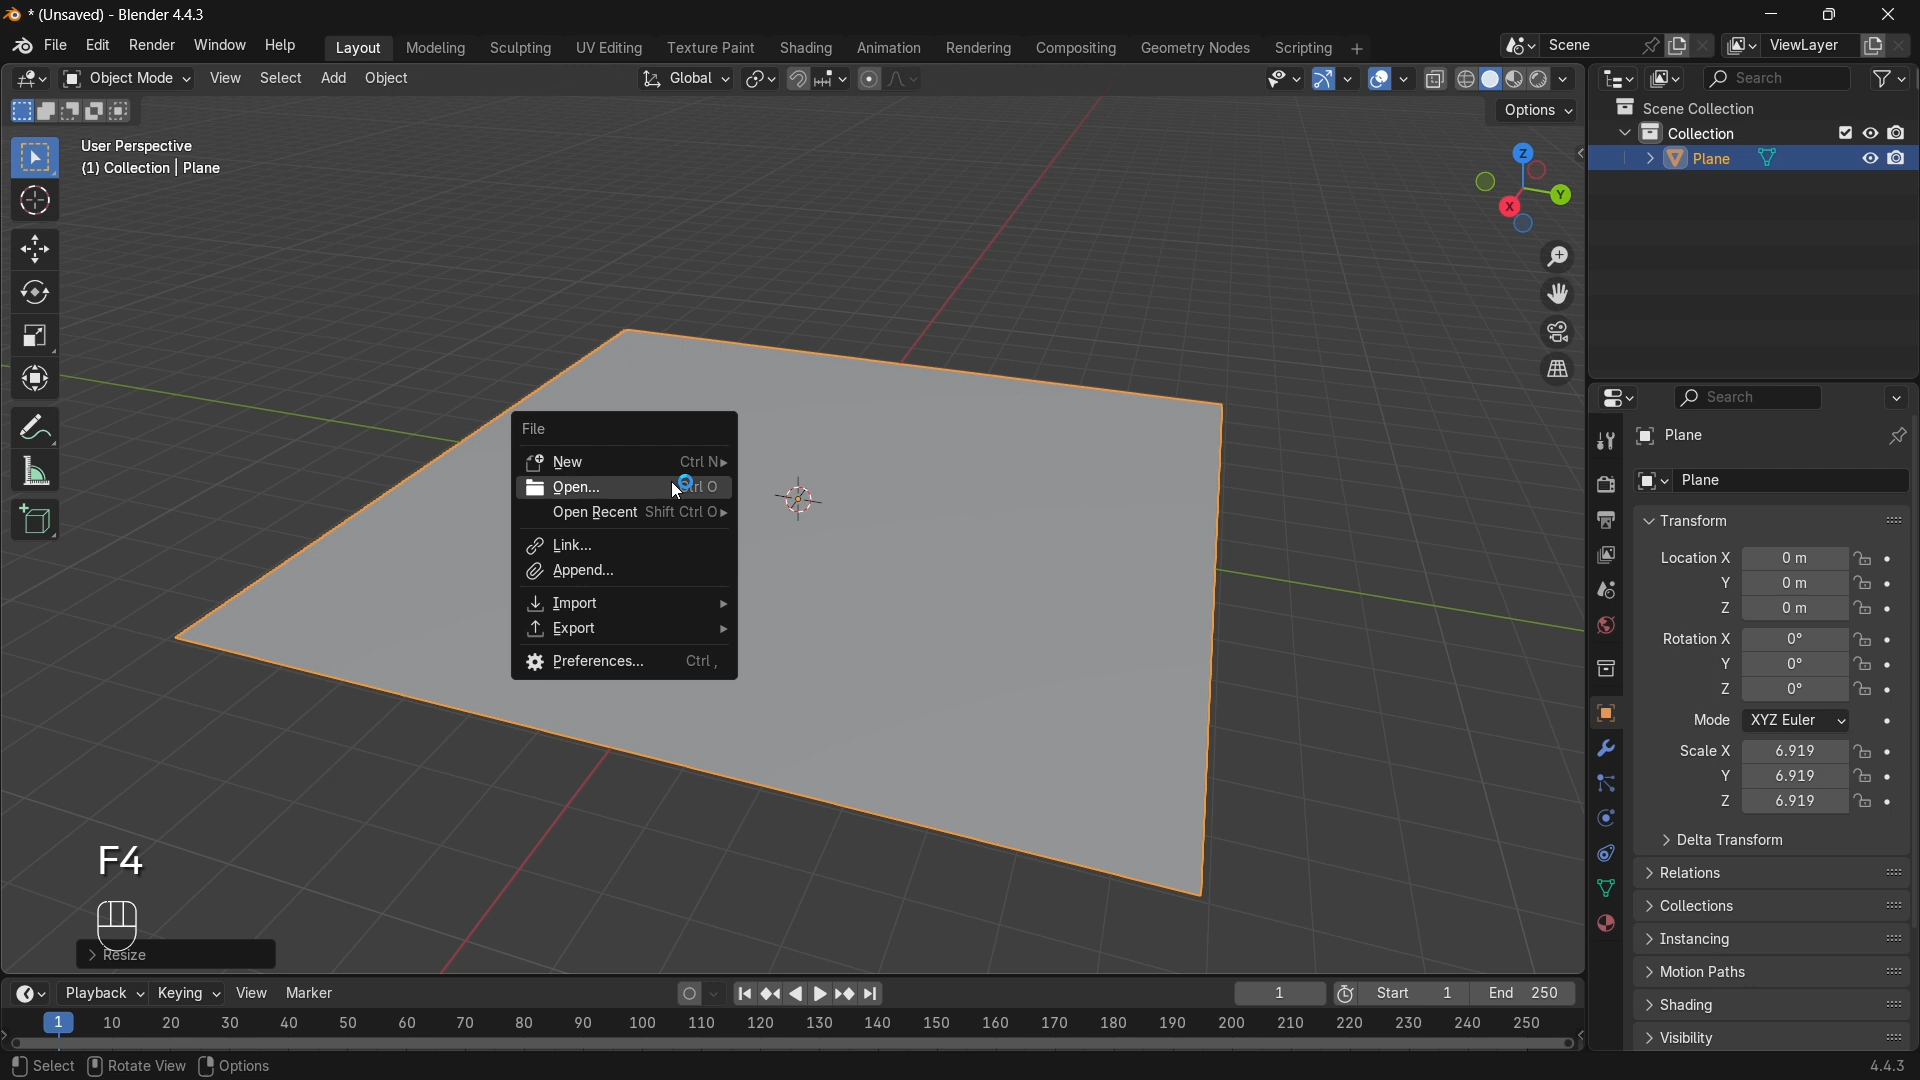 * (Unsaved) - Blender 4.4.3
File Edit Render Window Help Layout Modeling Sculpting UV Editing Texture Paint Shading Animation Rendering Compositing Geometry Nodes Scripting + Scene ViewLayer
Object Mode View Select Add Object Global Search
Options
User Perspective
(1) Collection | Plane
Scene Collection
Collection
Plane
Z
Y
X
Search
Plane
Plane
File
New Ctrl N
Open... Ctrl O
Open Recent Shift Ctrl O
Link...
Append...
Import
Export
Preferences... Ctrl ,
Transform
Location X 0 m
Y 0 m
Z 0 m
Rotation X 0°
Y 0°
Z 0°
Mode XYZ Euler
Scale X 6.919
Y 6.919
Z 6.919
Delta Transform
Relations
Collections
Instancing
Motion Paths
Shading
Visibility
F4
Resize
Playback Keying View Marker 1 Start 1 End 250
1 10 20 30 40 50 60 70 80 90 100 110 120 130 140 150 160 170 180 190 200 210 220 230 240 250
Select Rotate View Options 4.4.3